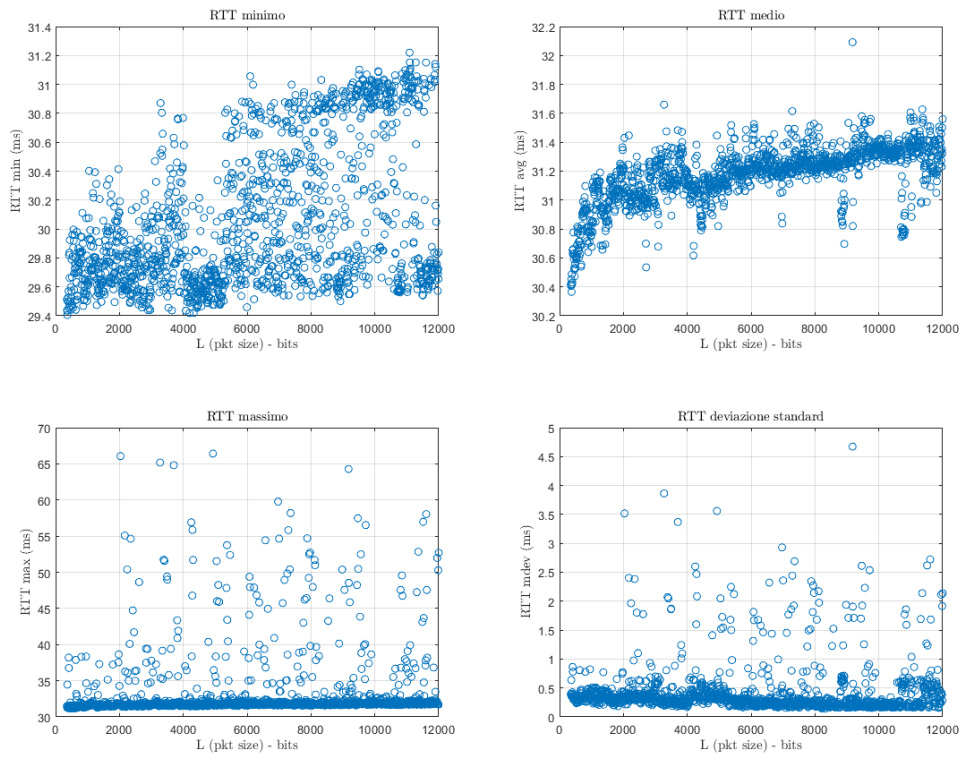 RTT minimo
31.4
31.2
31
30.8
30.6
30.4
30.2
30
29.8
29.6
29.4
RTT min (ms)
0 2000 4000 6000 8000 10000 12000
L (pkt size) - bits
RTT medio
32.2
32
31.8
31.6
31.4
31.2
31
30.8
30.6
30.4
30.2
RTT avg (ms)
0 2000 4000 6000 8000 10000 12000
L (pkt size) - bits
RTT massimo
70
65
60
55
50
45
40
35
30
RTT max (ms)
0 2000 4000 6000 8000 10000 12000
L (pkt size) - bits
RTT deviazione standard
5
4.5
4
3.5
3
2.5
2
1.5
1
0.5
0
RTT mdev (ms)
0 2000 4000 6000 8000 10000 12000
L (pkt size) - bits